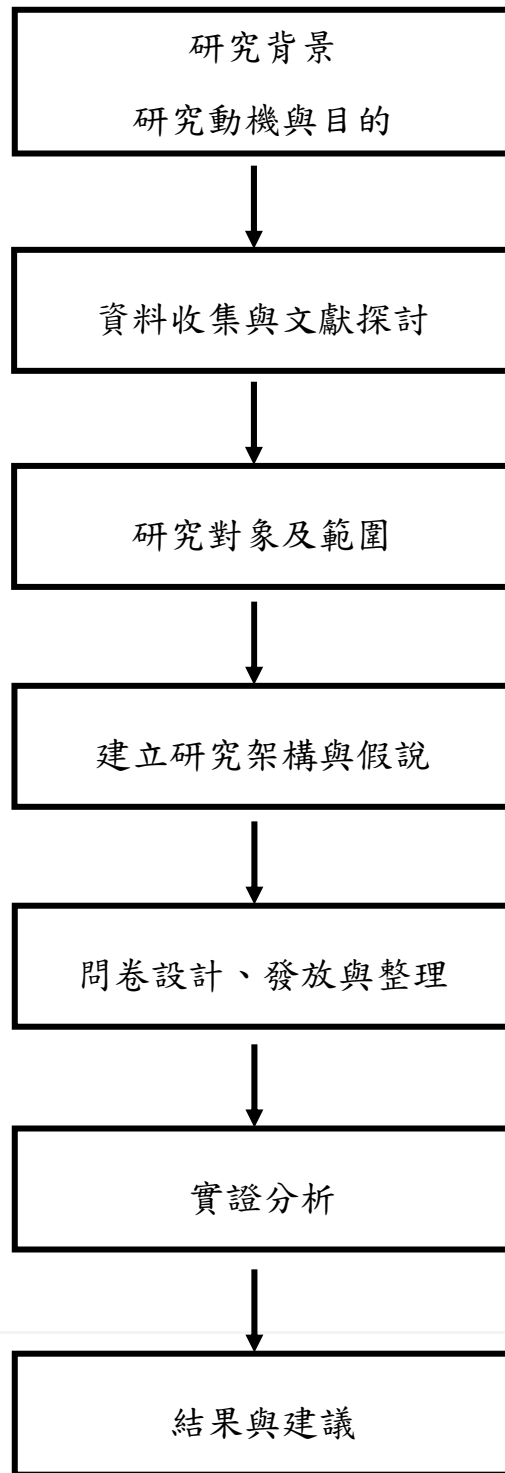 研究背景
研究動機與目的
資料收集與文獻探討
研究對象及範圍
建立研究架構與假說
問卷設計、發放與整理
實證分析
結果與建議